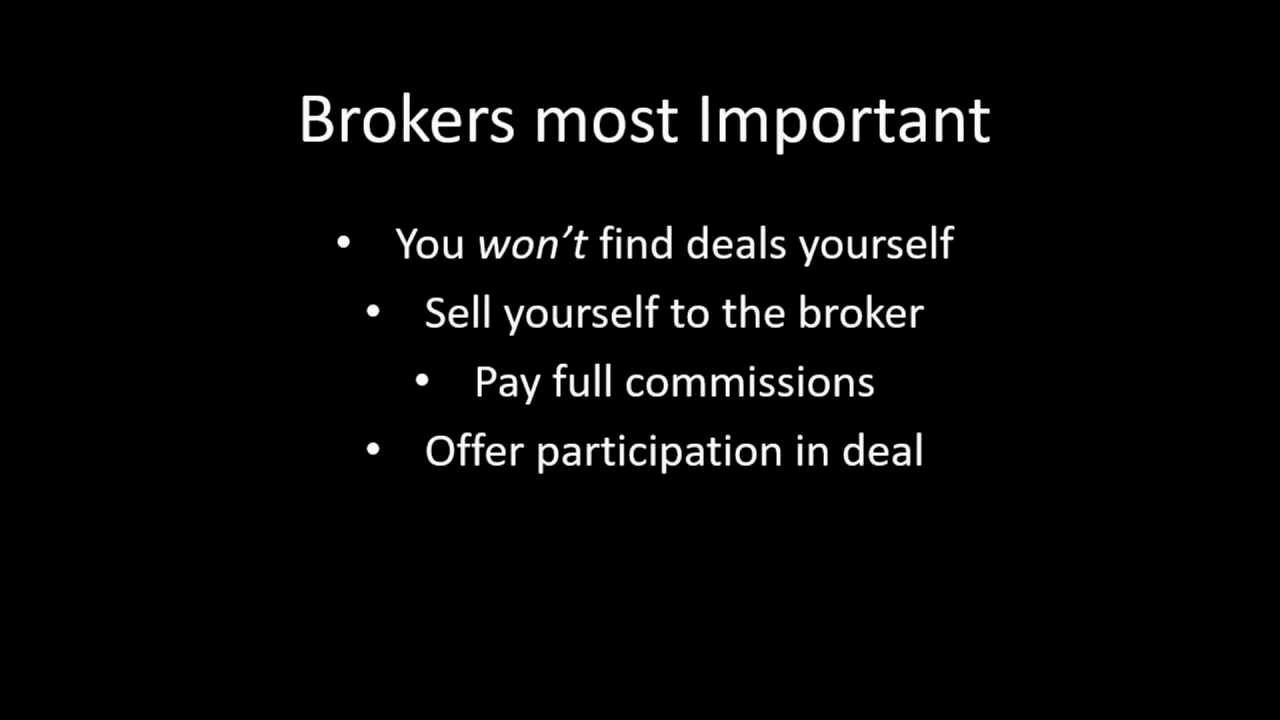 Brokers most Important
• You won’t find deals yourself
• Sell yourself to the broker
• Pay full commissions
• Offer participation in deal